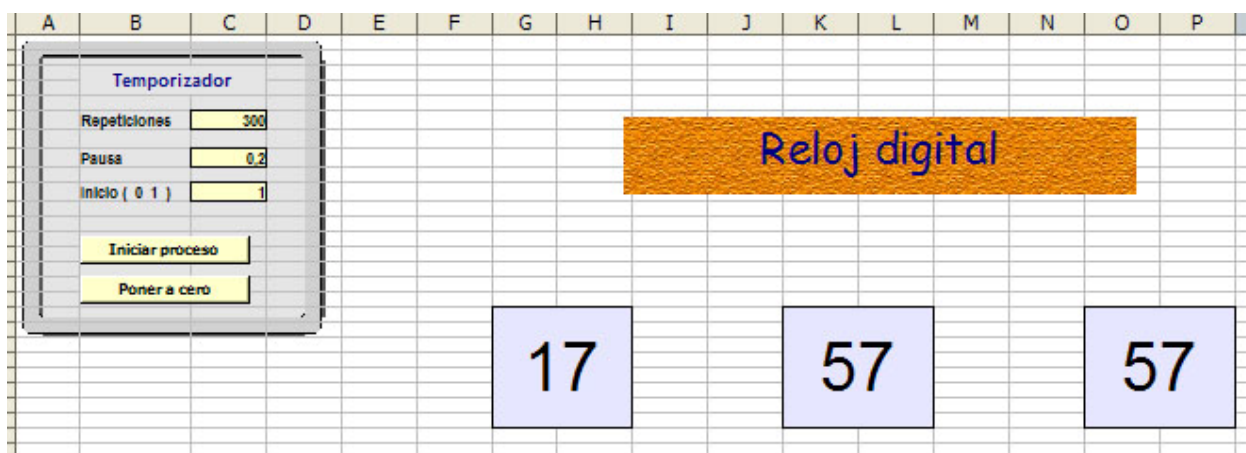 A B C D E F G H I J K L M N O P
Temporizador
Reloj digital
Repeticiones 300
Pausa 0,2
Inicio ( 0 1 ) 1
Iniciar proceso
Poner a cero
17 57 57